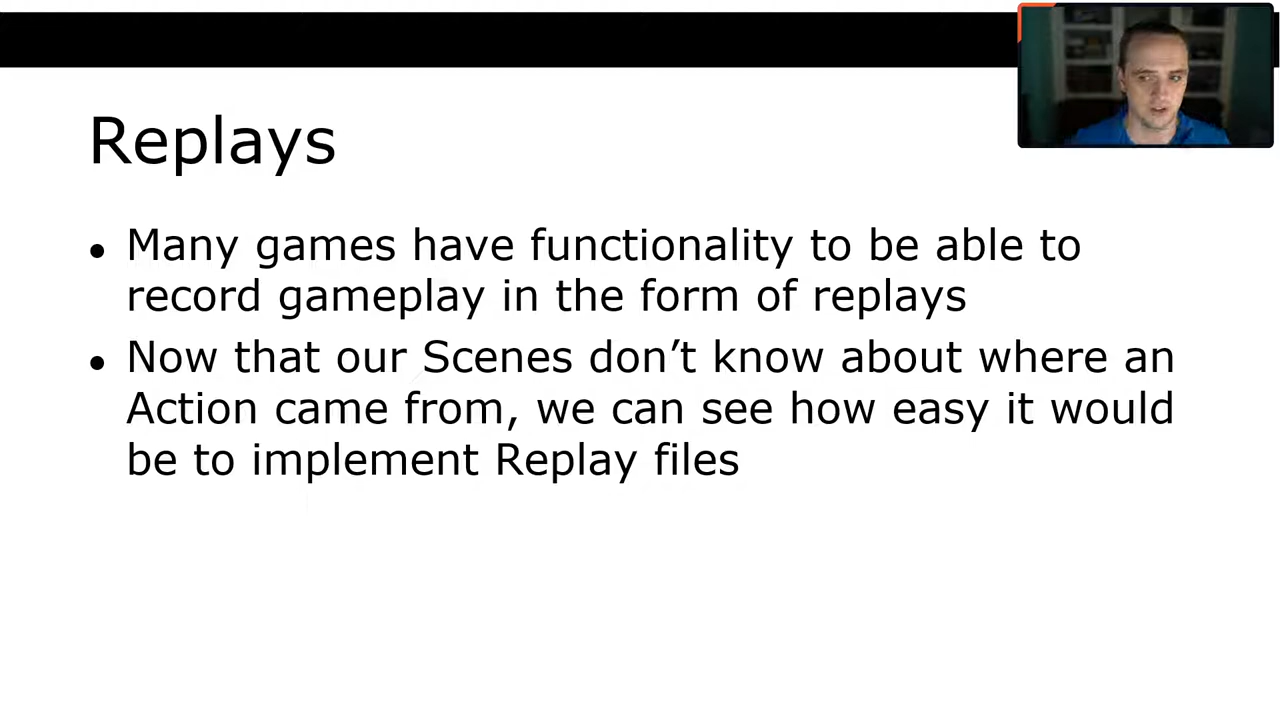 Replays
• Many games have functionality to be able to
record gameplay in the form of replays
• Now that our Scenes don’t know about where an
Action came from, we can see how easy it would
be to implement Replay files